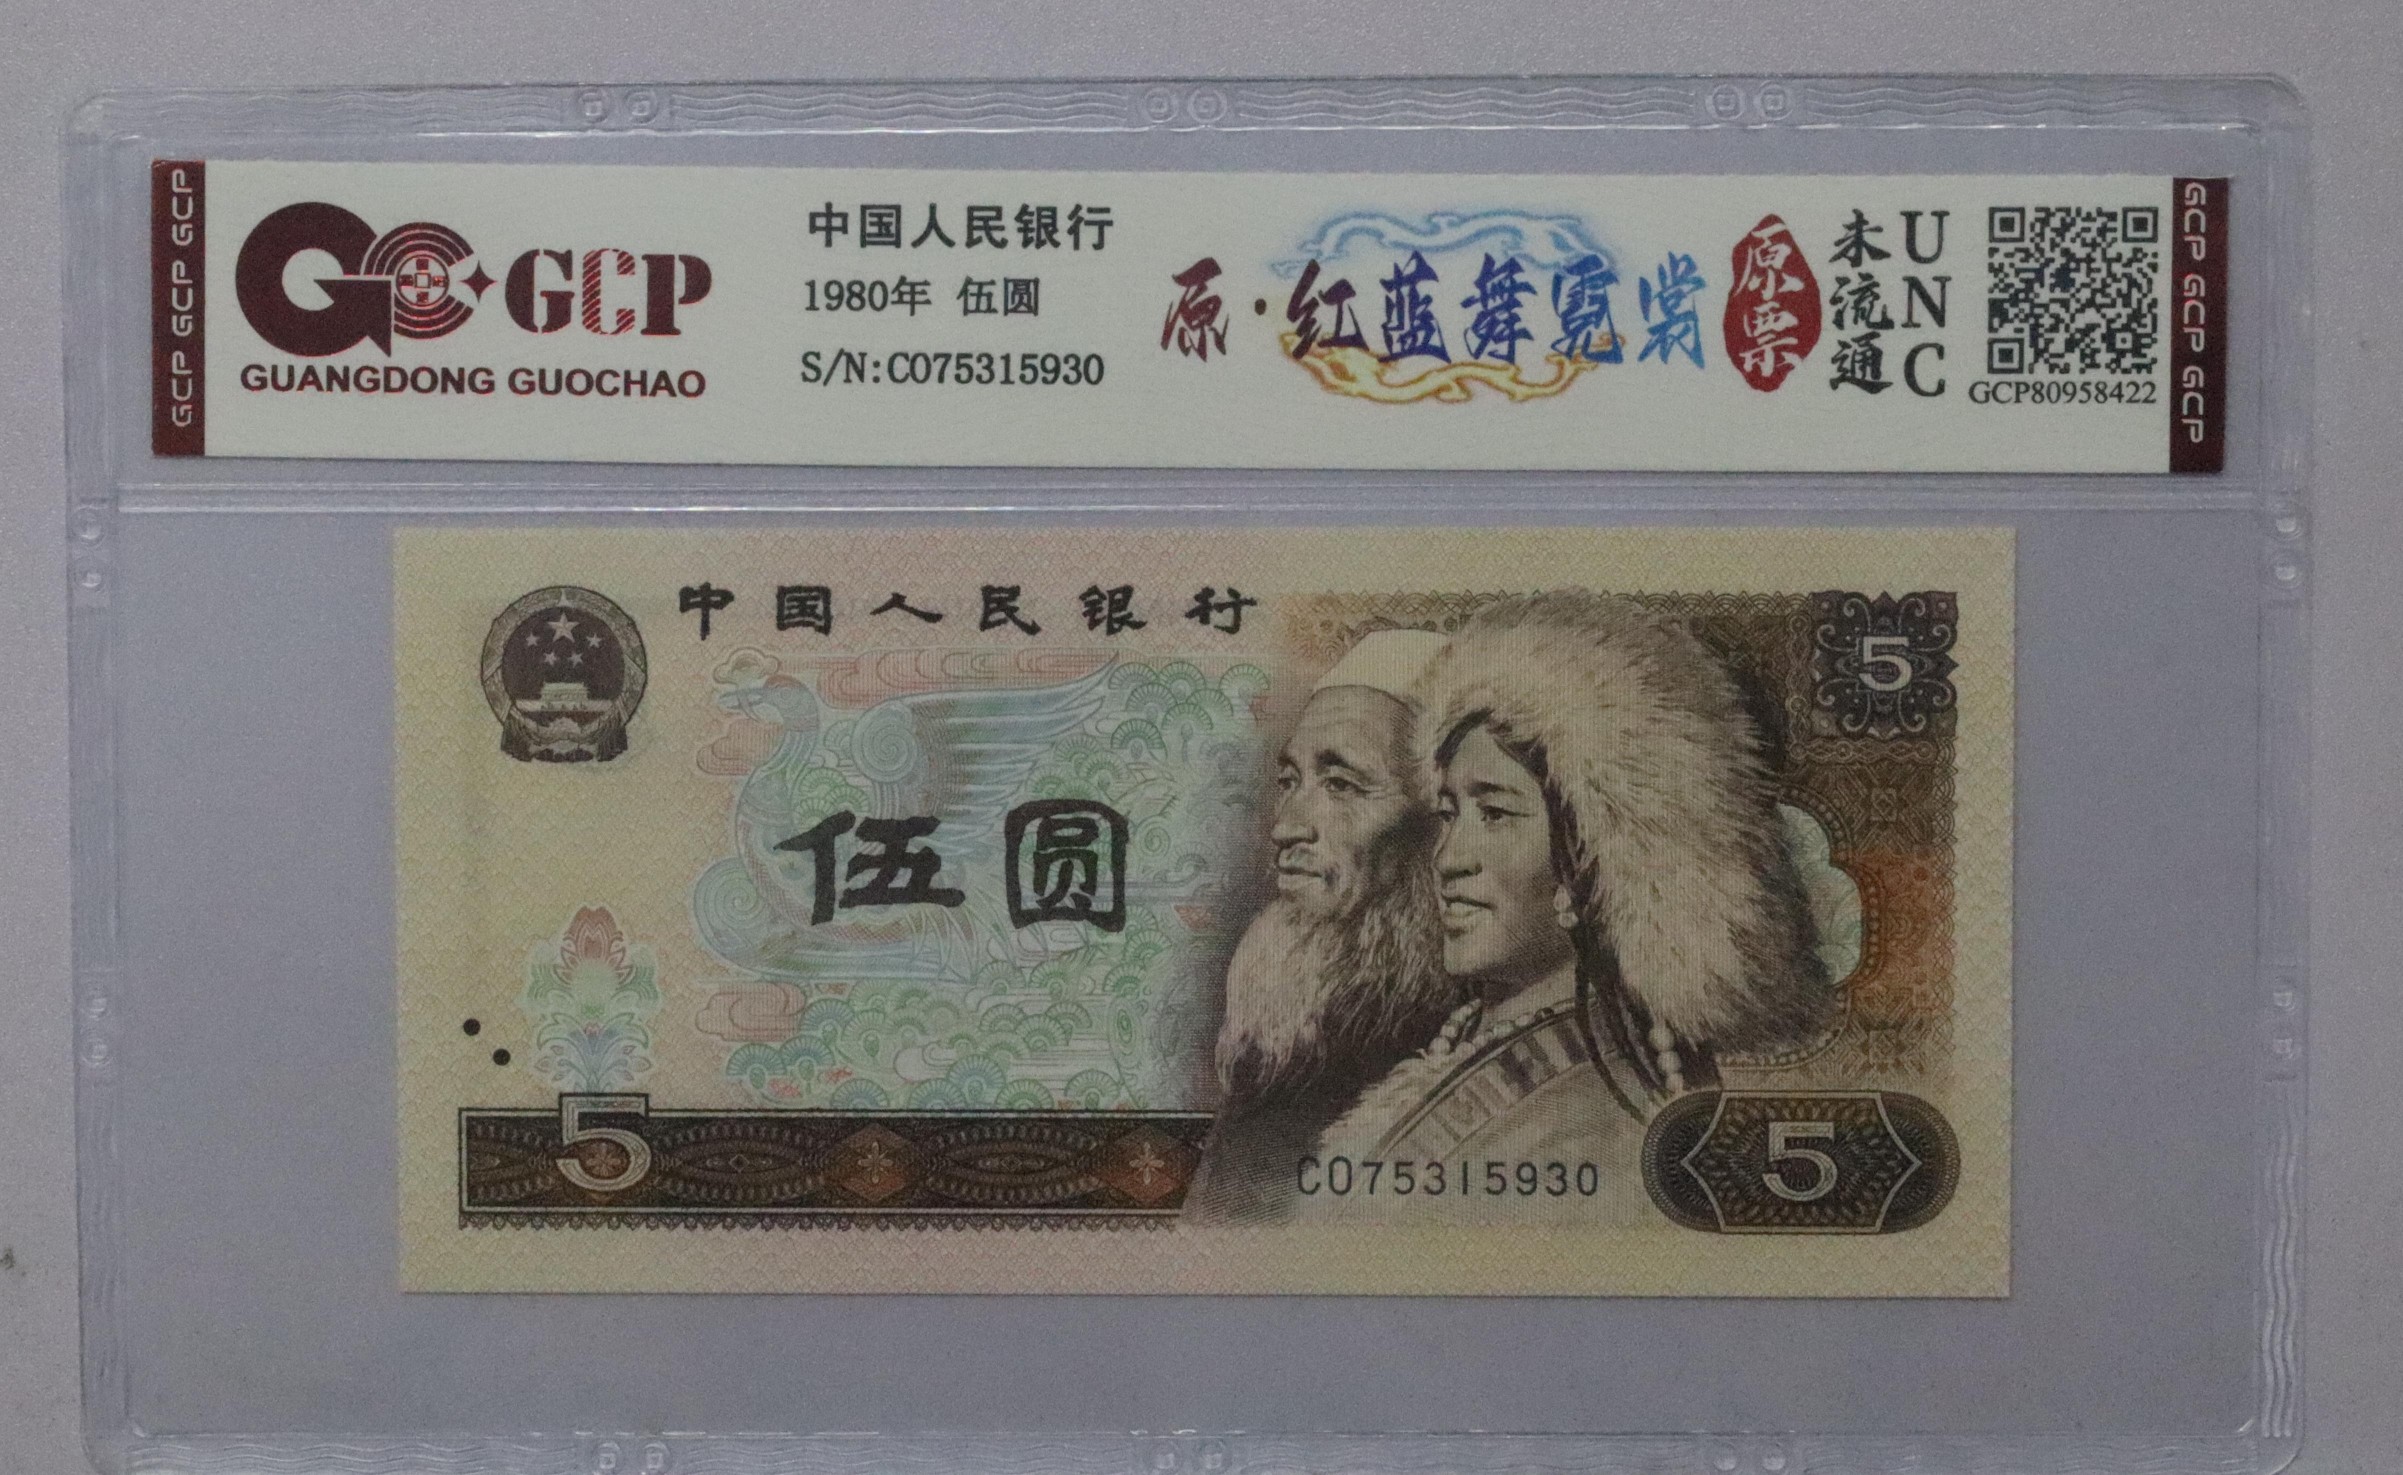 GCP GCP GCP
GCP
GUANGDONG GUOCHAO
中国人民银行
1980年 伍圆
S/N:CO75315930
原·红蓝舞霓裳
原票
未流通
UNC
GCP80958422
GCP GCP GCP
中国人民银行
5
伍圆
5
CO75315930
5